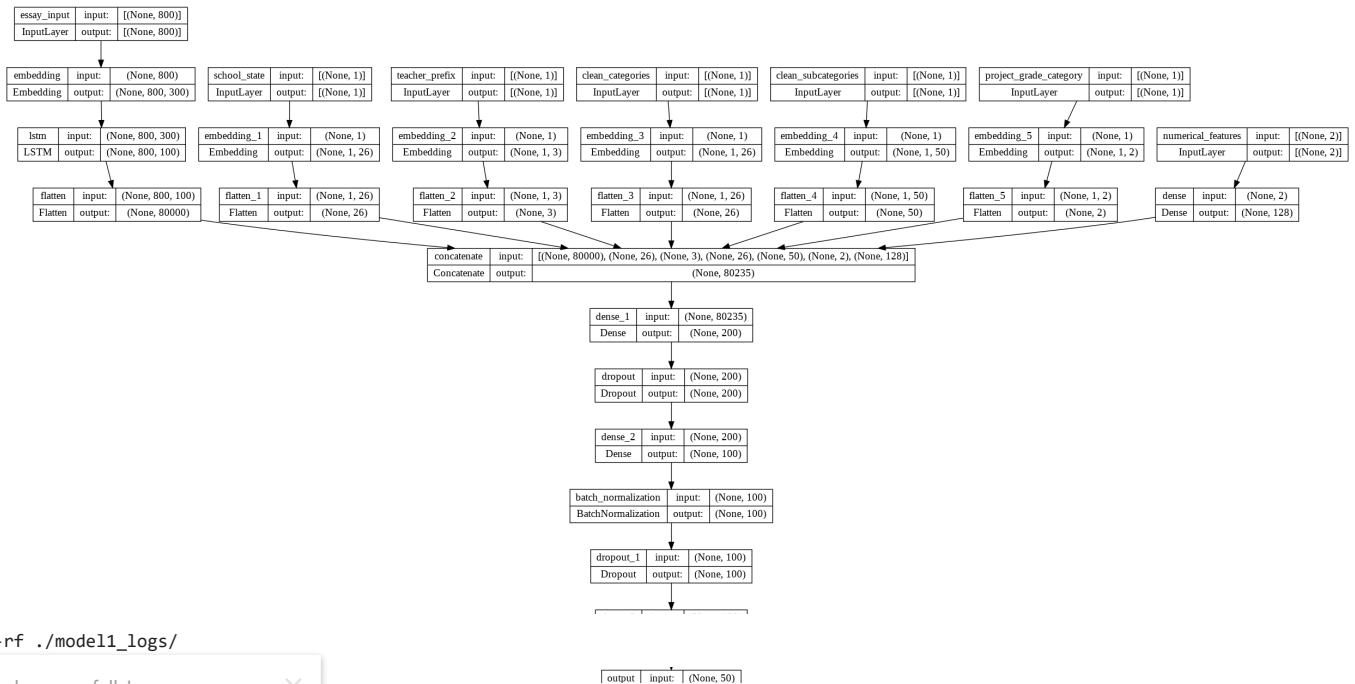 essay_input input: [(None, 800)]
InputLayer output: [(None, 800)]
embedding input: (None, 800)
Embedding output: (None, 800, 300)
school_state input: [(None, 1)]
InputLayer output: [(None, 1)]
teacher_prefix input: [(None, 1)]
InputLayer output: [(None, 1)]
clean_categories input: [(None, 1)]
InputLayer output: [(None, 1)]
clean_subcategories input: [(None, 1)]
InputLayer output: [(None, 1)]
project_grade_category input: [(None, 1)]
InputLayer output: [(None, 1)]
lstm input: (None, 800, 300)
LSTM output: (None, 800, 100)
embedding_1 input: (None, 1)
Embedding output: (None, 1, 26)
embedding_2 input: (None, 1)
Embedding output: (None, 1, 3)
embedding_3 input: (None, 1)
Embedding output: (None, 1, 26)
embedding_4 input: (None, 1)
Embedding output: (None, 1, 50)
embedding_5 input: (None, 1)
Embedding output: (None, 1, 2)
numerical_features input: [(None, 2)]
InputLayer output: [(None, 2)]
flatten input: (None, 800, 100)
Flatten output: (None, 80000)
flatten_1 input: (None, 1, 26)
Flatten output: (None, 26)
flatten_2 input: (None, 1, 3)
Flatten output: (None, 3)
flatten_3 input: (None, 1, 26)
Flatten output: (None, 26)
flatten_4 input: (None, 1, 50)
Flatten output: (None, 50)
flatten_5 input: (None, 1, 2)
Flatten output: (None, 2)
dense input: (None, 2)
Dense output: (None, 128)
concatenate input: [(None, 80000), (None, 26), (None, 3), (None, 26), (None, 50), (None, 2), (None, 128)]
Concatenate output: (None, 80235)
dense_1 input: (None, 80235)
Dense output: (None, 200)
dropout input: (None, 200)
Dropout output: (None, 200)
dense_2 input: (None, 200)
Dense output: (None, 100)
batch_normalization input: (None, 100)
BatchNormalization output: (None, 100)
dropout_1 input: (None, 100)
Dropout output: (None, 100)
-rf ./model1_logs/
output input: (None, 50)